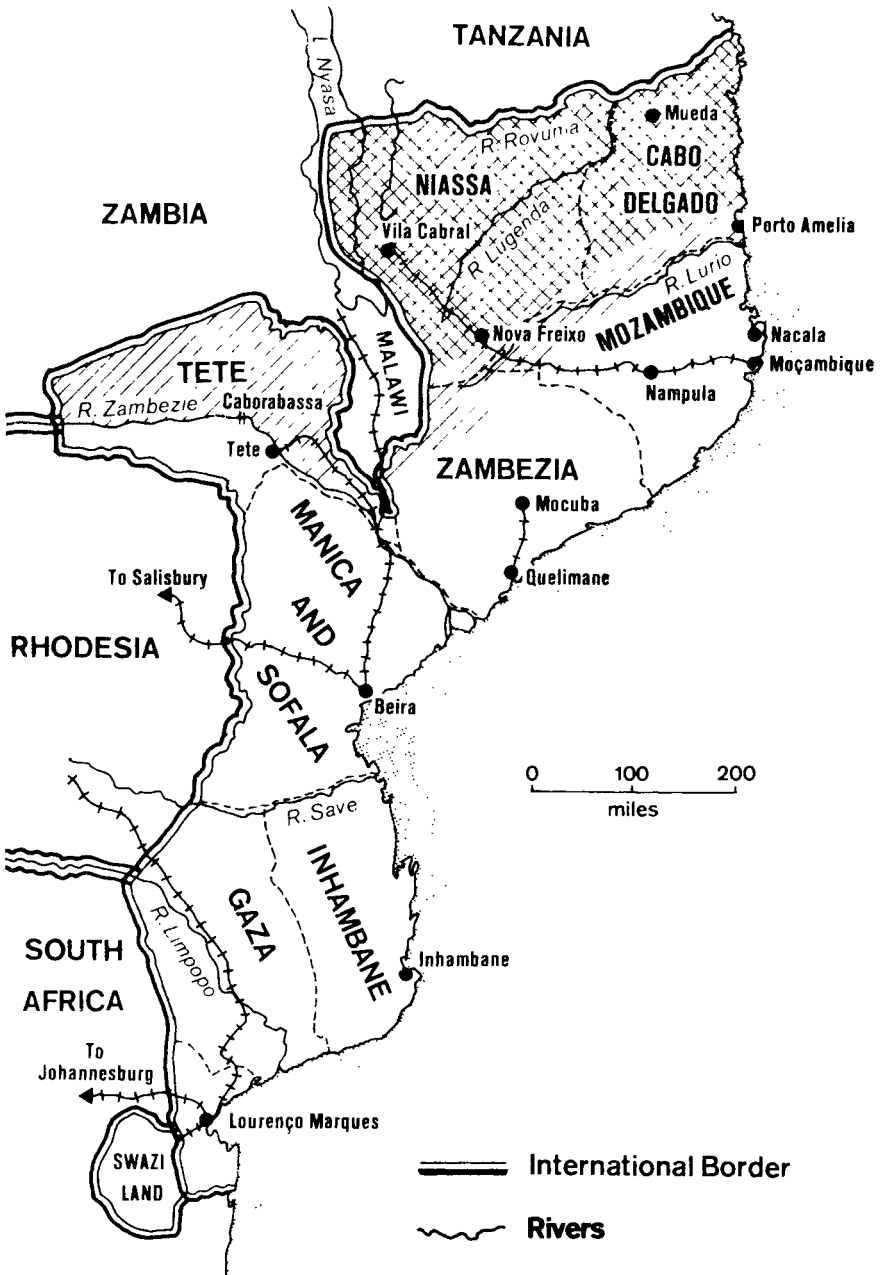 TANZANIA
L. Nyasa
Mueda
R. Rovuma
CABO
DELGADO
NIASSA
ZAMBIA
Vila Cabral
R. Lugenda
Porto Amelia
R. Lurio
MOZAMBIQUE
Nova Freixo
Nacala
Moçambique
Nampula
MALAWI
TETE
Caborabassa
R. Zambezie
Tete
ZAMBEZIA
Mocuba
Quelimane
MANICA
AND
SOFALA
To Salisbury
RHODESIA
Beira
0 100 200
miles
R. Save
INHAMBANE
GAZA
R. Limpopo
SOUTH
AFRICA
Inhambane
To
Johannesburg
Lourenço Marques
SWAZI
LAND
International Border
Rivers